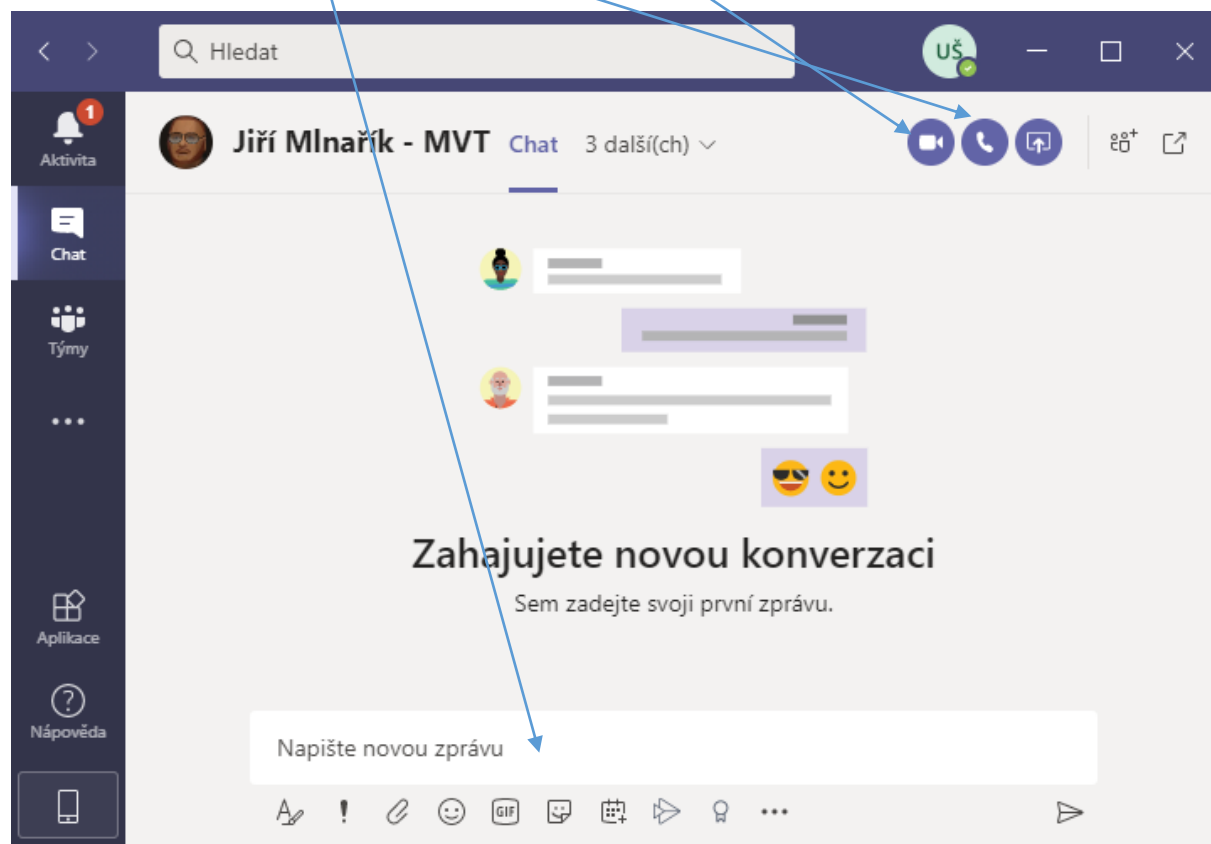 Hledat
UŠ
1
Aktivita
Jiří Mlnařík - MVT Chat 3 další(ch)
Chat
Týmy
Zahajujete novou konverzaci
Sem zadejte svoji první zprávu.
Aplikace
Nápověda
Napište novou zprávu
GIF